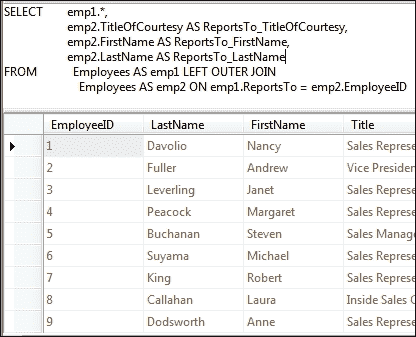 SELECT emp1.*,
emp2.TitleOfCourtesy AS ReportsTo_TitleOfCourtesy,
emp2.FirstName AS ReportsTo_FirstName,
emp2.LastName AS ReportsTo_LastName
FROM Employees AS emp1 LEFT OUTER JOIN
Employees AS emp2 ON emp1.ReportsTo = emp2.EmployeeID
EmployeeID LastName FirstName Title
1 Davolio Nancy Sales Represe
2 Fuller Andrew Vice Presiden
3 Leverling Janet Sales Represe
4 Peacock Margaret Sales Represe
5 Buchanan Steven Sales Manage
6 Suyama Michael Sales Represe
7 King Robert Sales Represe
8 Callahan Laura Inside Sales C
9 Dodsworth Anne Sales Represe